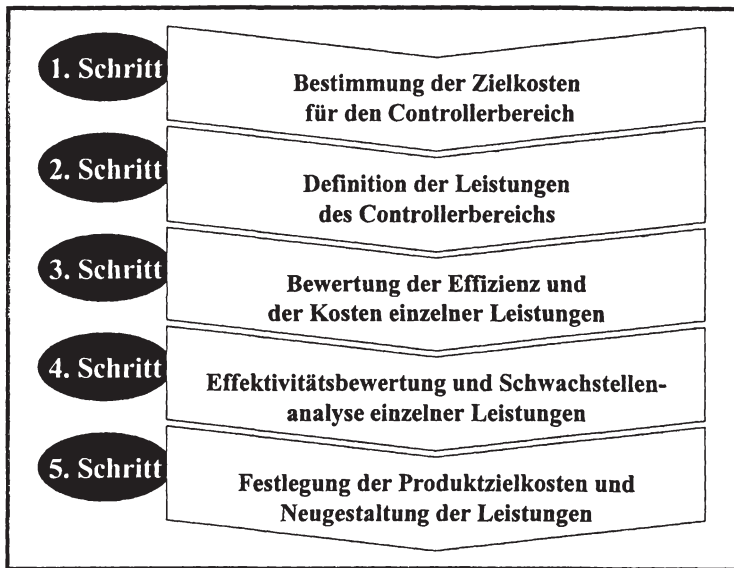 1. Schritt
Bestimmung der Zielkosten
für den Controllerbereich
2. Schritt
Definition der Leistungen
des Controllerbereichs
3. Schritt
Bewertung der Effizienz und
der Kosten einzelner Leistungen
4. Schritt
Effektivitätsbewertung und Schwachstellen-
analyse einzelner Leistungen
5. Schritt
Festlegung der Produktzielkosten und
Neugestaltung der Leistungen